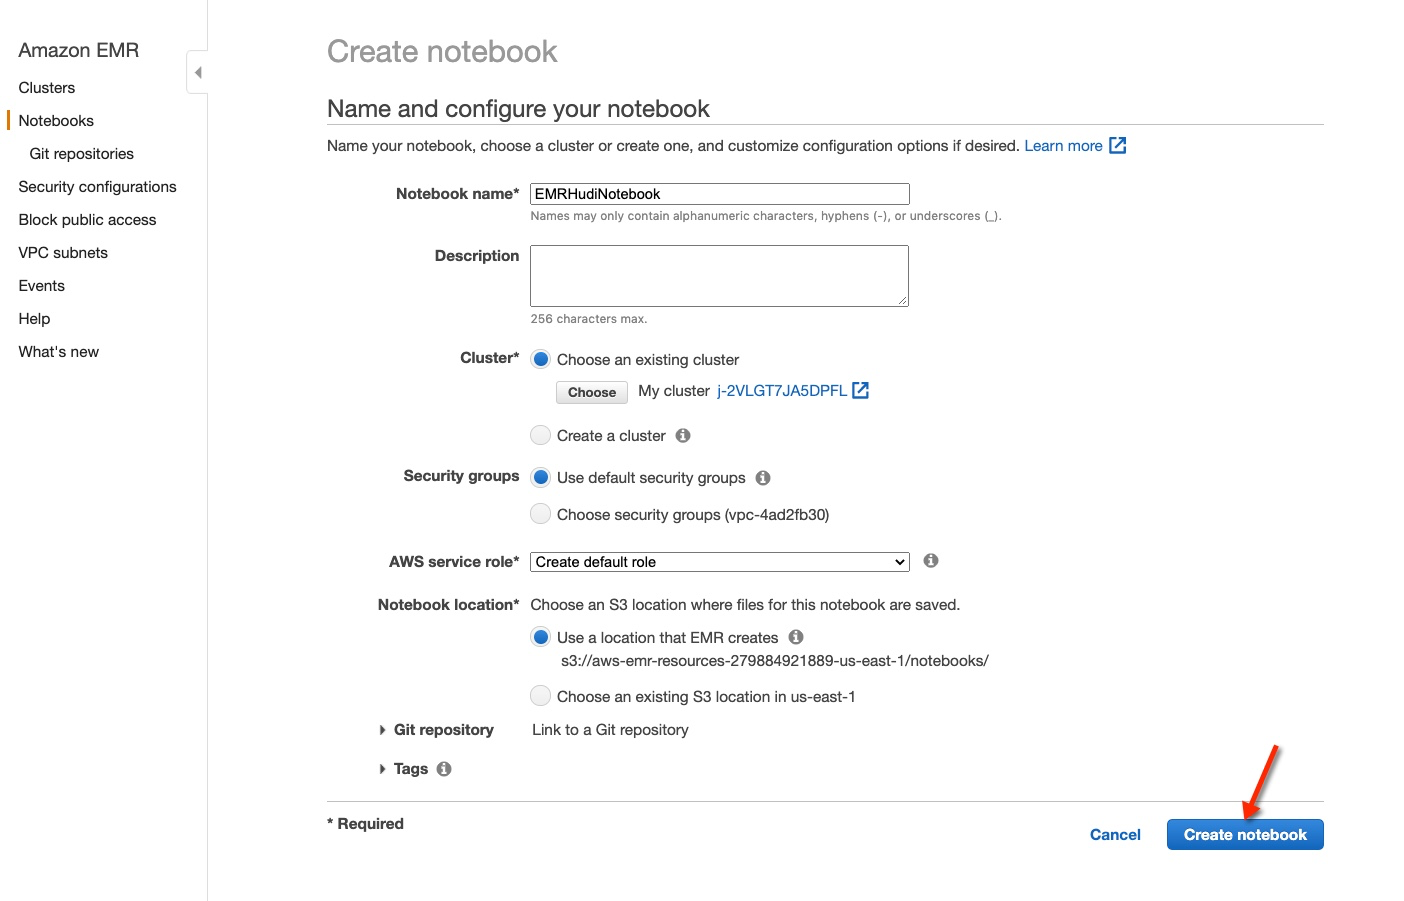 Amazon EMR
Clusters
Notebooks
Git repositories
Security configurations
Block public access
VPC subnets
Events
Help
What's new
Create notebook
Name and configure your notebook
Name your notebook, choose a cluster or create one, and customize configuration options if desired. Learn more
Notebook name* EMRHudiNotebook
Names may only contain alphanumeric characters, hyphens (-), or underscores (_).
Description
256 characters max.
Cluster* Choose an existing cluster
Choose My cluster j-2VLGT7JA5DPFL
Create a cluster
Security groups Use default security groups
Choose security groups (vpc-4ad2fb30)
AWS service role* Create default role
Notebook location* Choose an S3 location where files for this notebook are saved.
Use a location that EMR creates
s3://aws-emr-resources-279884921889-us-east-1/notebooks/
Choose an existing S3 location in us-east-1
Git repository Link to a Git repository
Tags
* Required
Cancel Create notebook